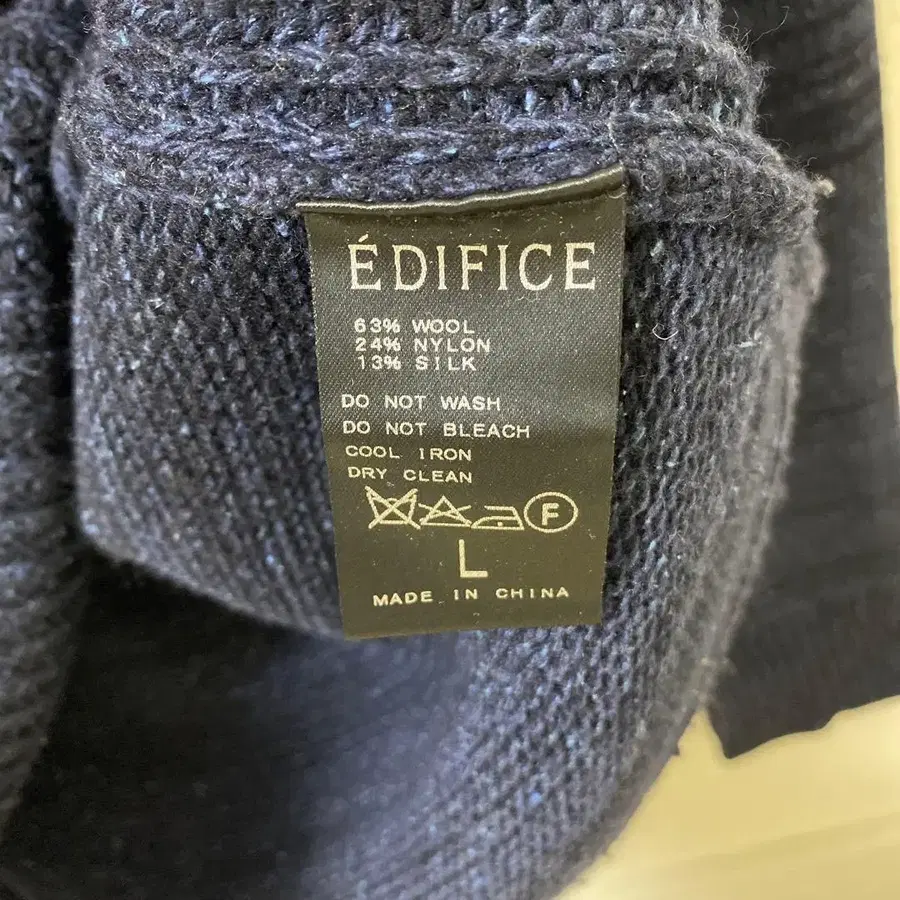 ÉDIFICE
63% WOOL
24% NYLON
13% SILK
DO NOT WASH
DO NOT BLEACH
COOL IRON
DRY CLEAN
F
L
MADE IN CHINA